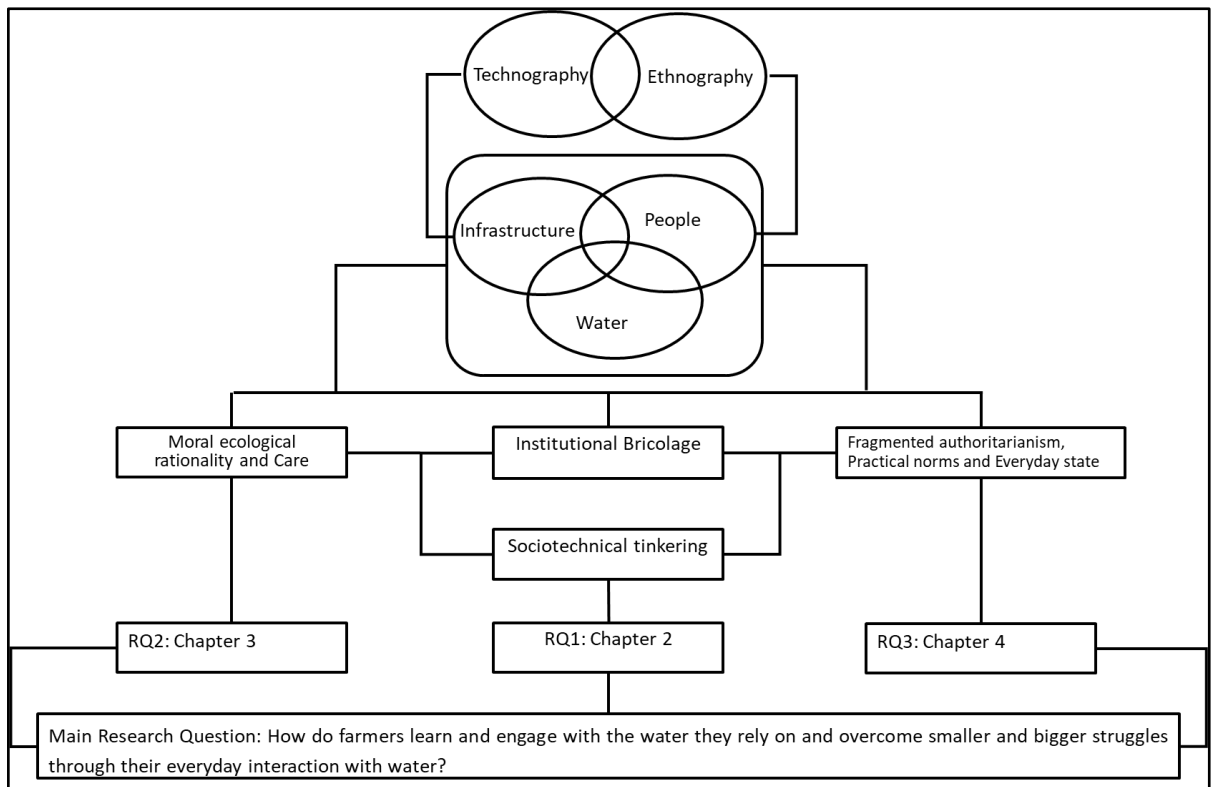 Technography
Ethnography
Infrastructure
People
Water
Moral ecological
rationality and Care
Institutional Bricolage
Fragmented authoritarianism,
Practical norms and Everyday state
Sociotechnical tinkering
RQ2: Chapter 3
RQ1: Chapter 2
RQ3: Chapter 4
Main Research Question: How do farmers learn and engage with the water they rely on and overcome smaller and bigger struggles
through their everyday interaction with water?